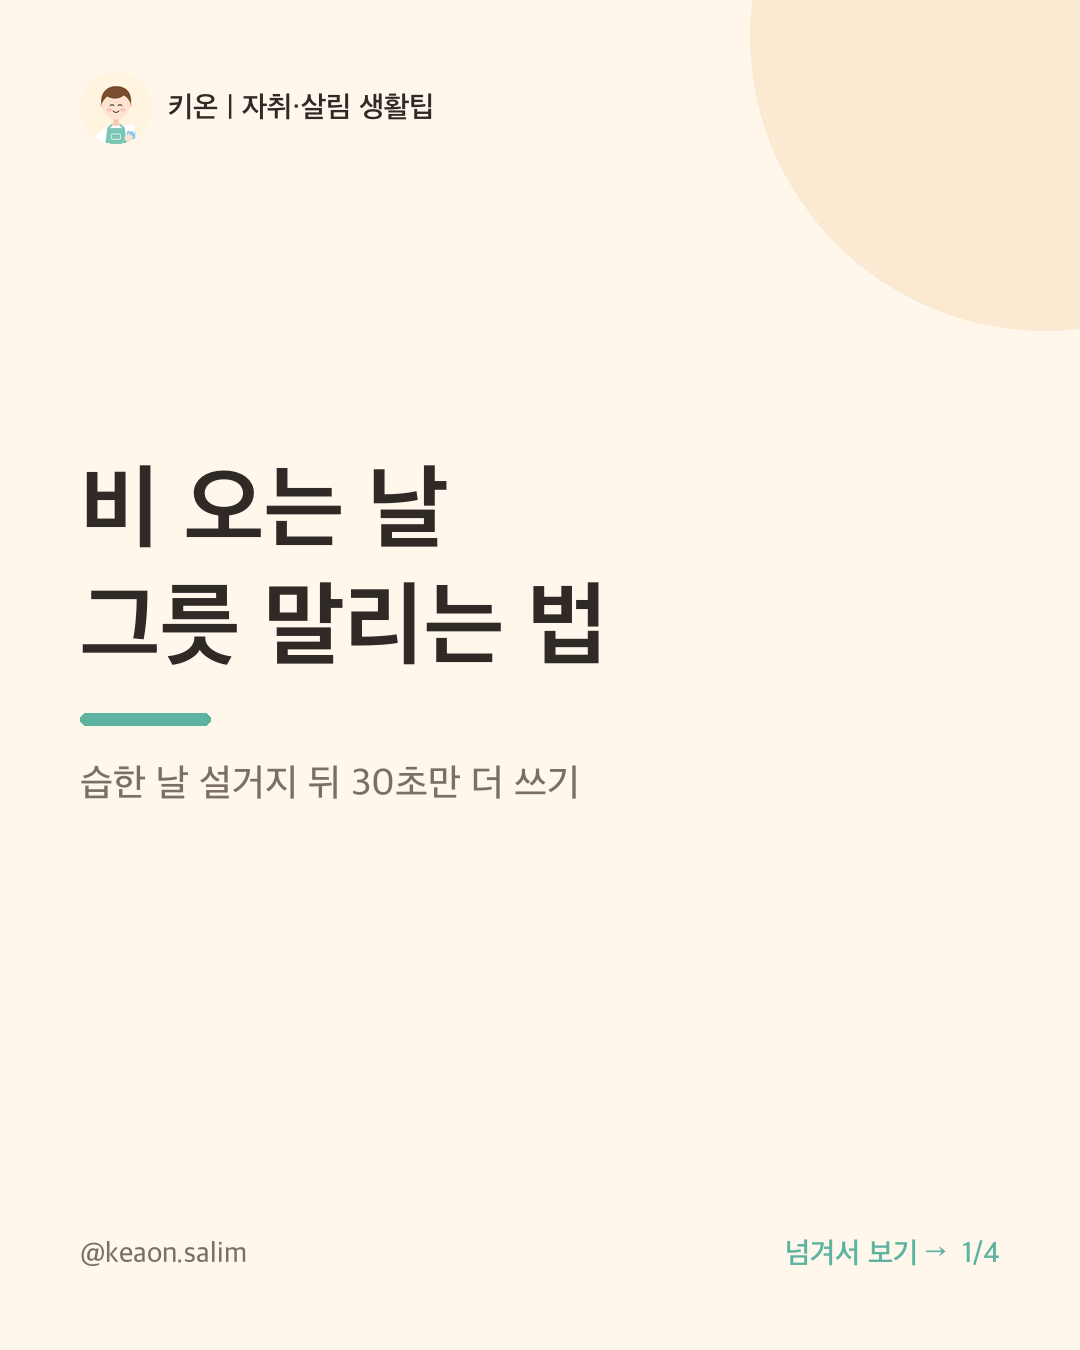 키온 | 자취·살림 생활팁
비 오는 날
그릇 말리는 법
습한 날 설거지 뒤 30초만 더 쓰기
@keaon.salim
넘겨서 보기 → 1/4